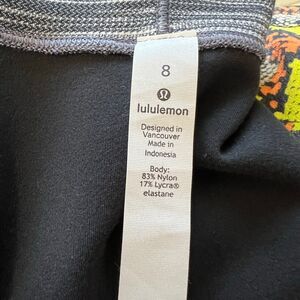 8
lululemon
Designed in
Vancouver
Made in
Indonesia
Body:
83% Nylon
17% Lycra®
elastane